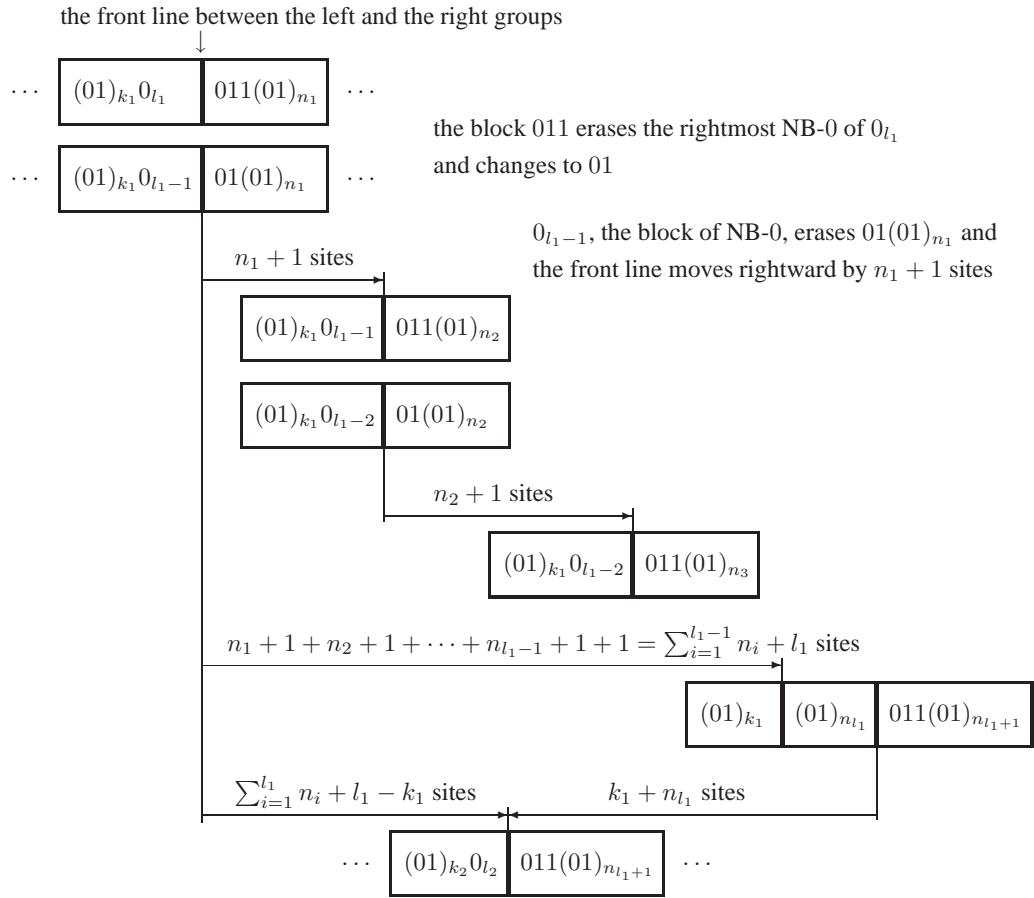 the front line between the left and the right groups
↓
⋯ (01)_{k_1}0_{l_1} 011(01)_{n_1} ⋯
the block 011 erases the rightmost NB-0 of 0_{l_1}
and changes to 01
⋯ (01)_{k_1}0_{l_1−1} 01(01)_{n_1} ⋯
0_{l_1−1}, the block of NB-0, erases 01(01)_{n_1} and
the front line moves rightward by n_1 + 1 sites
n_1 + 1 sites
(01)_{k_1}0_{l_1−1} 011(01)_{n_2}
(01)_{k_1}0_{l_1−2} 01(01)_{n_2}
n_2 + 1 sites
(01)_{k_1}0_{l_1−2} 011(01)_{n_3}
n_1 + 1 + n_2 + 1 + ⋯ + n_{l_1−1} + 1 + 1 = ∑_{i=1}^{l_1−1} n_i + l_1 sites
(01)_{k_1} (01)_{n_{l_1}} 011(01)_{n_{l_1+1}}
∑_{i=1}^{l_1} n_i + l_1 − k_1 sites k_1 + n_{l_1} sites
⋯ (01)_{k_2}0_{l_2} 011(01)_{n_{l_1+1}} ⋯